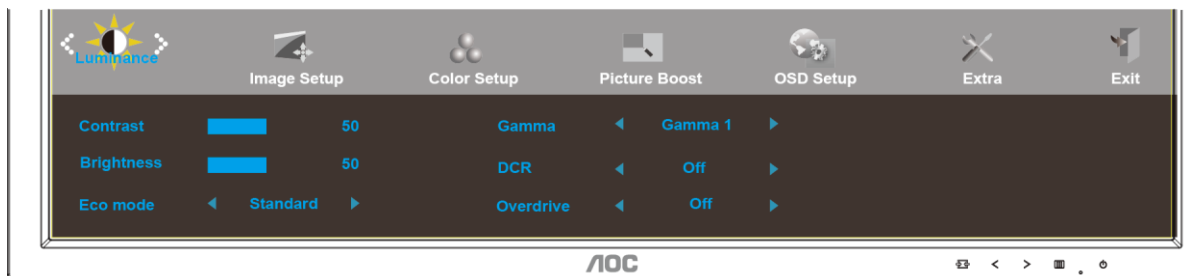 Luminance
Image Setup Color Setup Picture Boost OSD Setup Extra Exit
Contrast 50 Gamma Gamma 1
Brightness 50 DCR Off
Eco mode Standard Overdrive Off
AOC